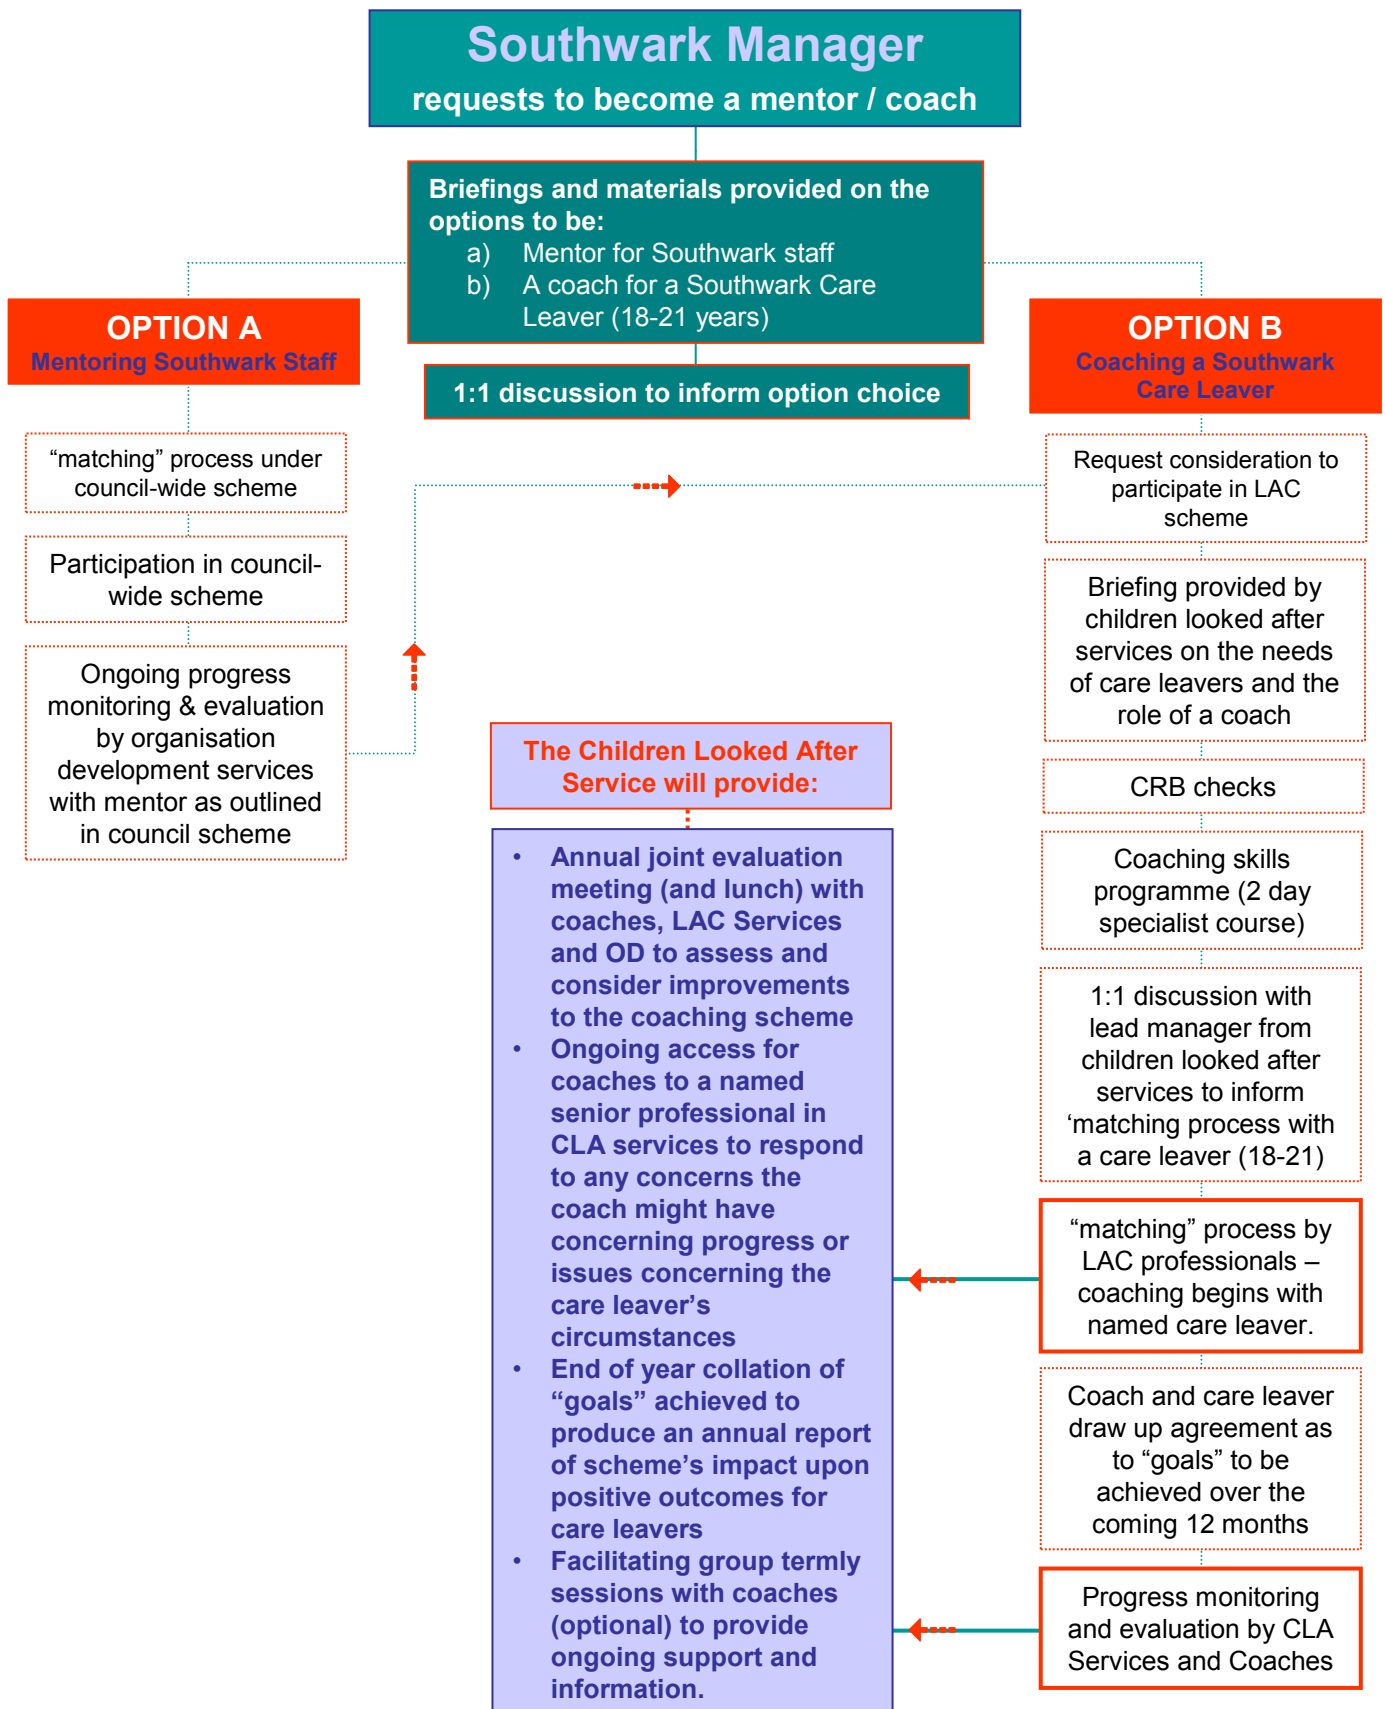 Southwark Manager
requests to become a mentor / coach
Briefings and materials provided on the
options to be:
a) Mentor for Southwark staff
b) A coach for a Southwark Care
Leaver (18-21 years)
1:1 discussion to inform option choice
OPTION A
Mentoring Southwark Staff
“matching” process under
council-wide scheme
Participation in council-
wide scheme
Ongoing progress
monitoring & evaluation
by organisation
development services
with mentor as outlined
in council scheme
OPTION B
Coaching a Southwark
Care Leaver
Request consideration to
participate in LAC
scheme
Briefing provided by
children looked after
services on the needs
of care leavers and the
role of a coach
CRB checks
Coaching skills
programme (2 day
specialist course)
1:1 discussion with
lead manager from
children looked after
services to inform
‘matching process with
a care leaver (18-21)
“matching” process by
LAC professionals –
coaching begins with
named care leaver.
Coach and care leaver
draw up agreement as
to “goals” to be
achieved over the
coming 12 months
Progress monitoring
and evaluation by CLA
Services and Coaches
The Children Looked After
Service will provide:
• Annual joint evaluation
meeting (and lunch) with
coaches, LAC Services
and OD to assess and
consider improvements
to the coaching scheme
• Ongoing access for
coaches to a named
senior professional in
CLA services to respond
to any concerns the
coach might have
concerning progress or
issues concerning the
care leaver’s
circumstances
• End of year collation of
“goals” achieved to
produce an annual report
of scheme’s impact upon
positive outcomes for
care leavers
• Facilitating group termly
sessions with coaches
(optional) to provide
ongoing support and
information.